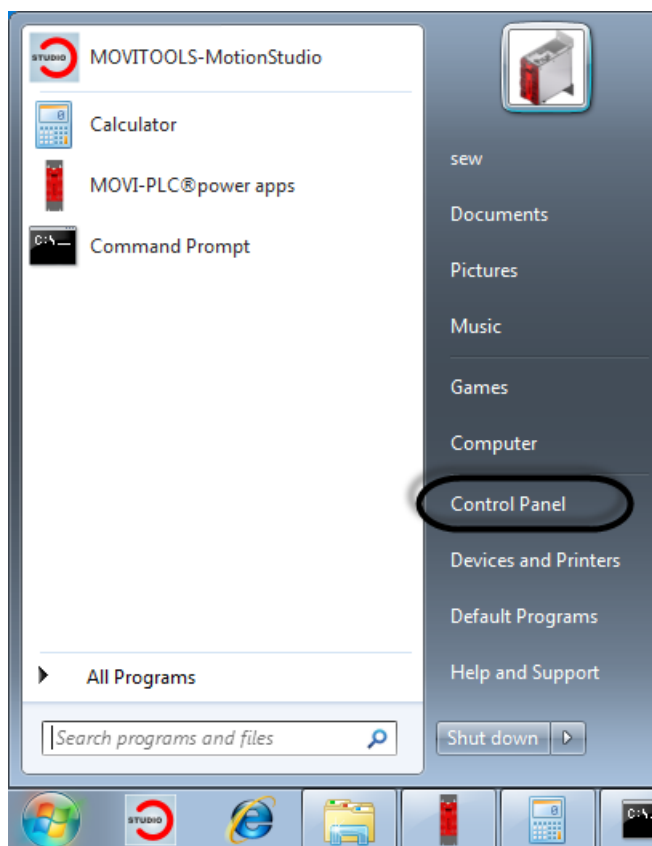 STUDIO
MOVITOOLS-MotionStudio
Calculator
MOVI-PLC®power apps
C:\
Command Prompt
All Programs
Search programs and files
sew
Documents
Pictures
Music
Games
Computer
Control Panel
Devices and Printers
Default Programs
Help and Support
Shut down
STUDIO
C:\